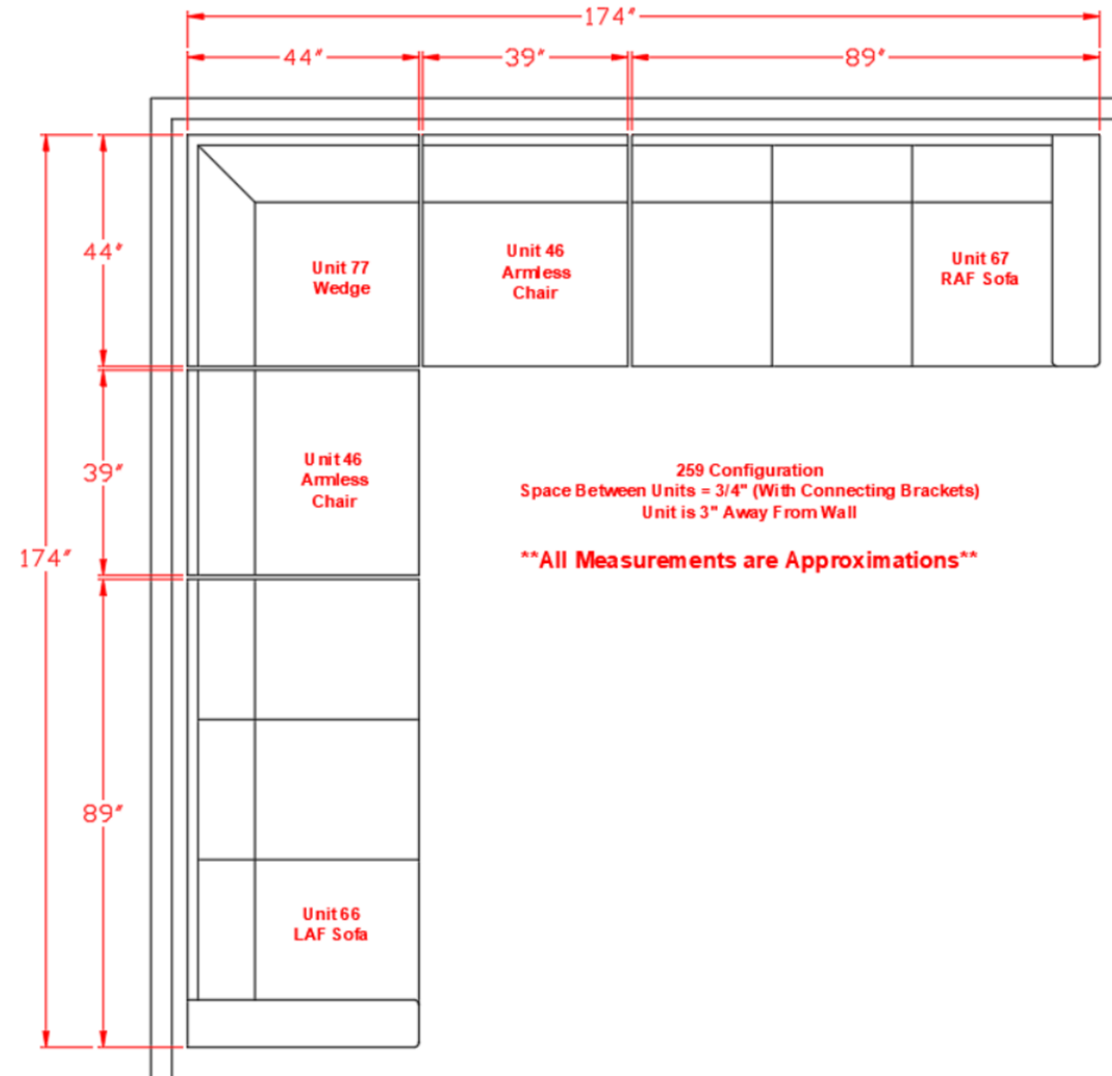 174"
44"
39"
89"
44"
Unit 77
Wedge
Unit 46
Armless
Chair
Unit 67
RAF Sofa
39"
Unit 46
Armless
Chair
259 Configuration
Space Between Units = 3/4" (With Connecting Brackets)
Unit is 3" Away From Wall
**All Measurements are Approximations**
174"
89"
Unit 66
LAF Sofa